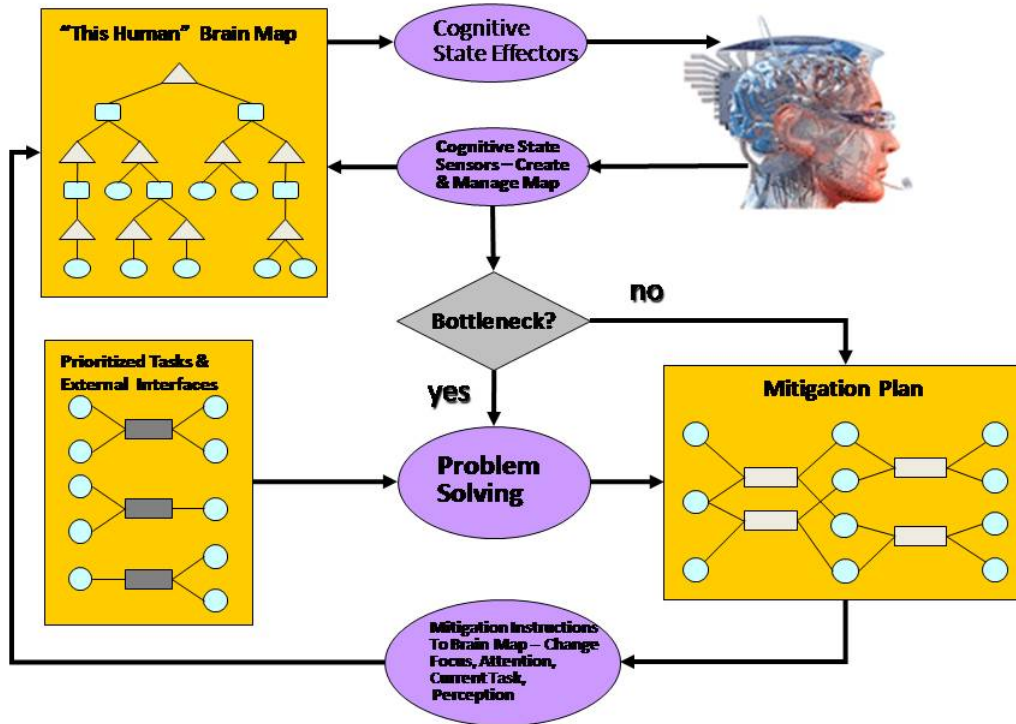 “This Human” Brain Map
Cognitive
State Effectors
Cognitive State
Sensors – Create
& Manage Map
Bottleneck?
no
yes
Prioritized Tasks &
External Interfaces
Problem
Solving
Mitigation Plan
Mitigation Instructions
To Brain Map – Change
Focus, Attention,
Current Task,
Perception